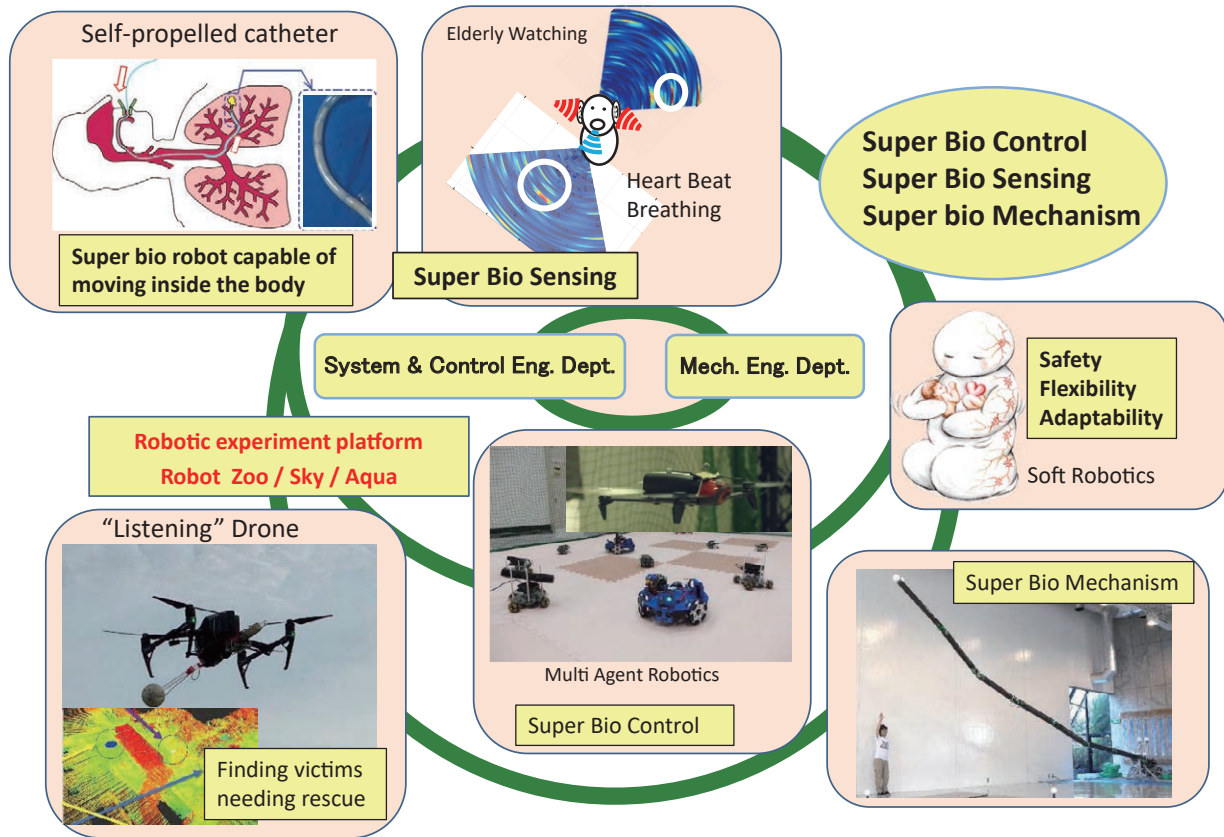 Self-propelled catheter
Super bio robot capable of
moving inside the body
Elderly Watching
Heart Beat
Breathing
Super Bio Sensing
Super Bio Control
Super Bio Sensing
Super bio Mechanism
System & Control Eng. Dept.
Mech. Eng. Dept.
Safety
Flexibility
Adaptability
Soft Robotics
Robotic experiment platform
Robot Zoo / Sky / Aqua
“Listening” Drone
Finding victims
needing rescue
Multi Agent Robotics
Super Bio Control
Super Bio Mechanism